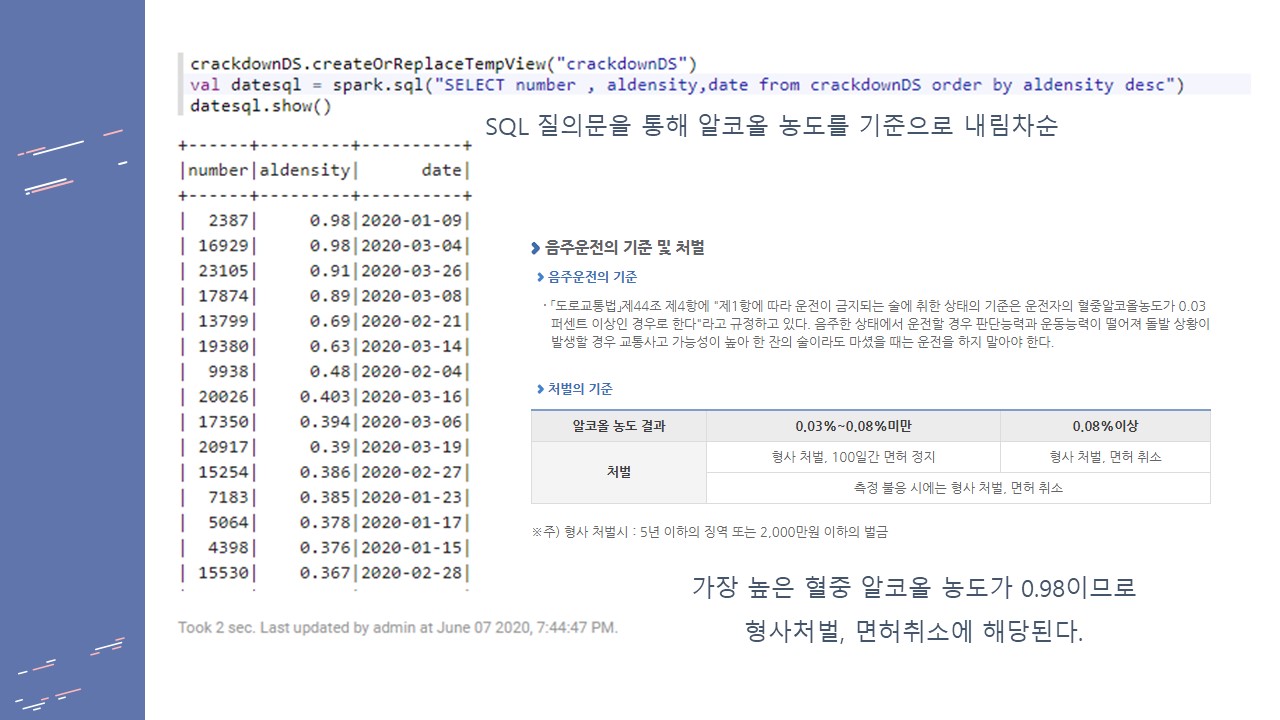 crackdownDS.createOrReplaceTempView("crackdownDS")
val datesql = spark.sql("SELECT number , aldensity,date from crackdownDS order by aldensity desc")
datesql.show()
SQL 질의문을 통해 알코올 농도를 기준으로 내림차순
+------+---------+----------+
|number|aldensity|      date|
+------+---------+----------+
|  2387|     0.98|2020-01-09|
| 16929|     0.98|2020-03-04|
| 23105|     0.91|2020-03-26|
| 17874|     0.89|2020-03-08|
| 13799|     0.69|2020-02-21|
| 19380|     0.63|2020-03-14|
|  9938|     0.48|2020-02-04|
| 20026|    0.403|2020-03-16|
| 17350|    0.394|2020-03-06|
| 20917|     0.39|2020-03-19|
| 15254|    0.386|2020-02-27|
|  7183|    0.385|2020-01-23|
|  5064|    0.378|2020-01-17|
|  4398|    0.376|2020-01-15|
| 15530|    0.367|2020-02-28|
Took 2 sec. Last updated by admin at June 07 2020, 7:44:47 PM.
음주운전의 기준 및 처벌
음주운전의 기준
· 「도로교통법」제44조 제4항에 "제1항에 따라 운전이 금지되는 술에 취한 상태의 기준은 운전자의 혈중알코올농도가 0.03
퍼센트 이상인 경우로 한다"라고 규정하고 있다. 음주한 상태에서 운전할 경우 판단능력과 운동능력이 떨어져 돌발 상황이
발생할 경우 교통사고 가능성이 높아 한 잔의 술이라도 마셨을 때는 운전을 하지 말아야 한다.
처벌의 기준
알코올 농도 결과 0.03%~0.08%미만 0.08%이상
처벌 형사 처벌, 100일간 면허 정지 형사 처벌, 면허 취소
측정 불응 시에는 형사 처벌, 면허 취소
※주) 형사 처벌시 : 5년 이하의 징역 또는 2,000만원 이하의 벌금
가장 높은 혈중 알코올 농도가 0.98이므로
형사처벌, 면허취소에 해당된다.